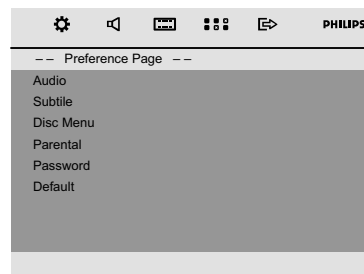 PHILIPS
-- Preference Page --
Audio
Subtile
Disc Menu
Parental
Password
Default